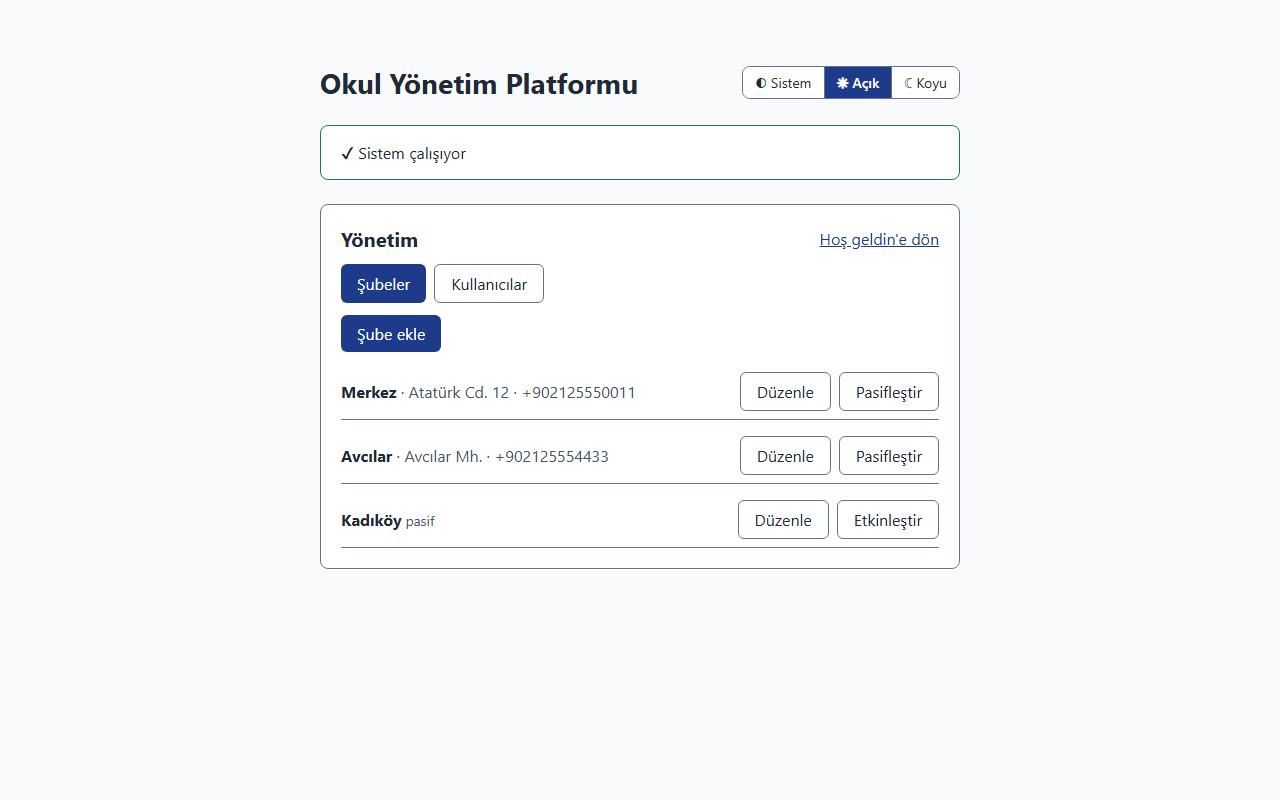 Okul Yönetim Platformu
◐ Sistem ❋ Açık ☾ Koyu
✓ Sistem çalışıyor
Yönetim Hoş geldin'e dön
Şubeler Kullanıcılar
Şube ekle
Merkez · Atatürk Cd. 12 · +902125550011 Düzenle Pasifleştir
Avcılar · Avcılar Mh. · +902125554433 Düzenle Pasifleştir
Kadıköy pasif Düzenle Etkinleştir